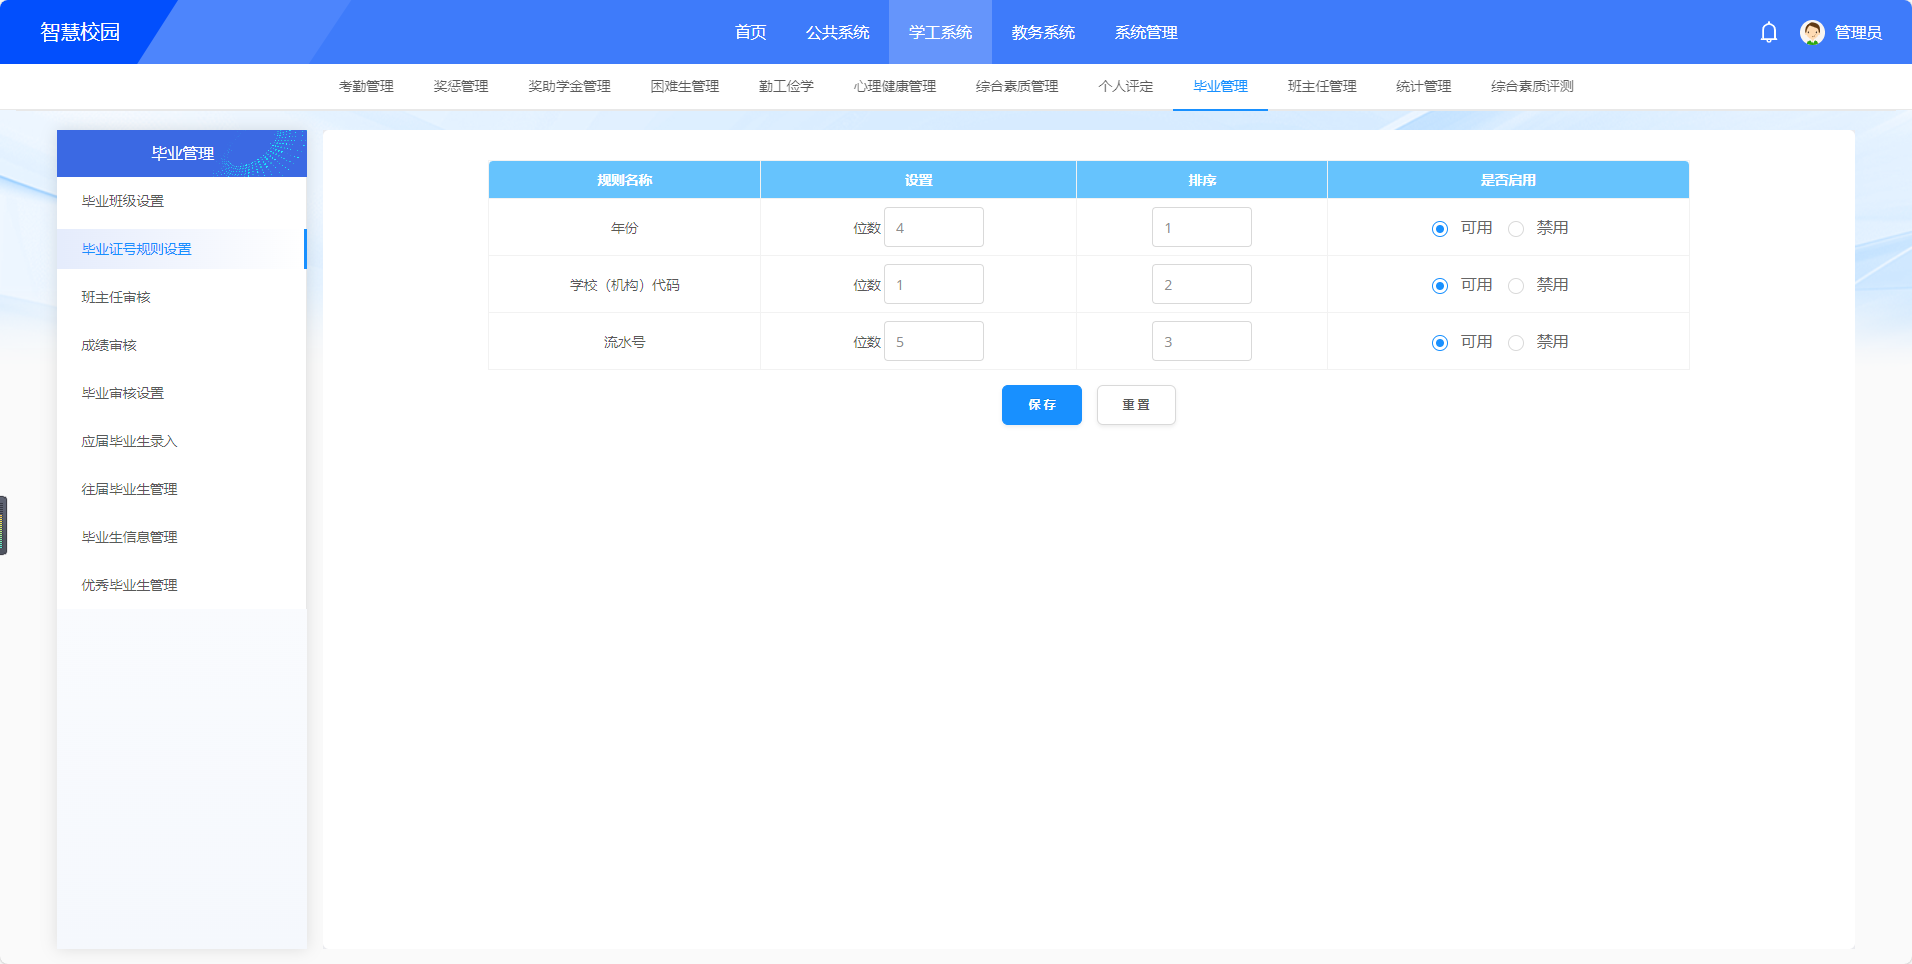 智慧校园
首页 公共系统 学工系统 教务系统 系统管理
管理员
考勤管理 奖惩管理 奖助学金管理 困难生管理 勤工俭学 心理健康管理 综合素质管理 个人评定 毕业管理 班主任管理 统计管理 综合素质评测
毕业管理
毕业班级设置
毕业证号规则设置
班主任审核
成绩审核
毕业审核设置
应届毕业生录入
往届毕业生管理
毕业生信息管理
优秀毕业生管理
规则名称 设置 排序 是否启用
年份 位数 4 1 可用 禁用
学校（机构）代码 位数 1 2 可用 禁用
流水号 位数 5 3 可用 禁用
保存 重置